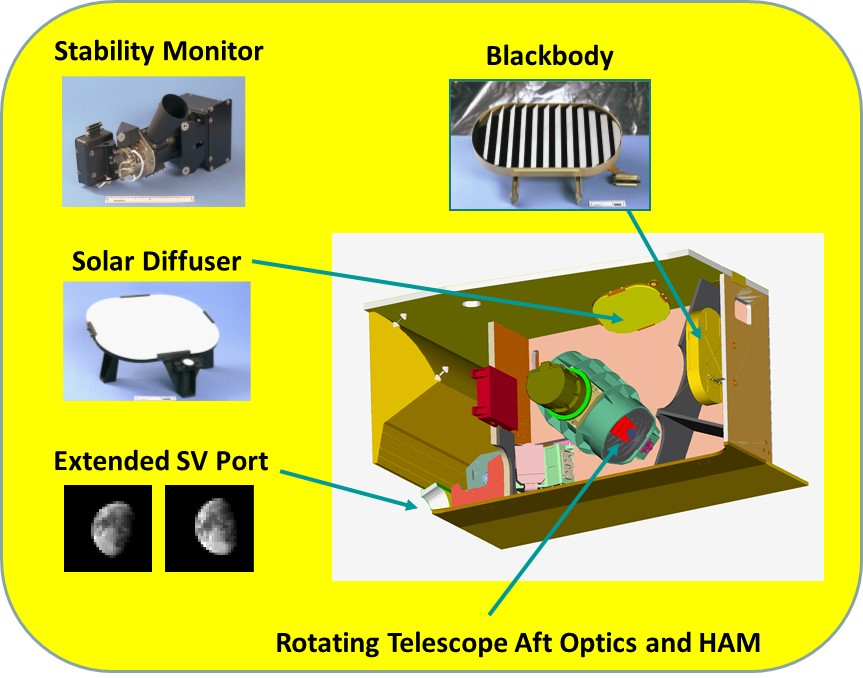 Stability Monitor
Blackbody
Solar Diffuser
Extended SV Port
Rotating Telescope Aft Optics and HAM